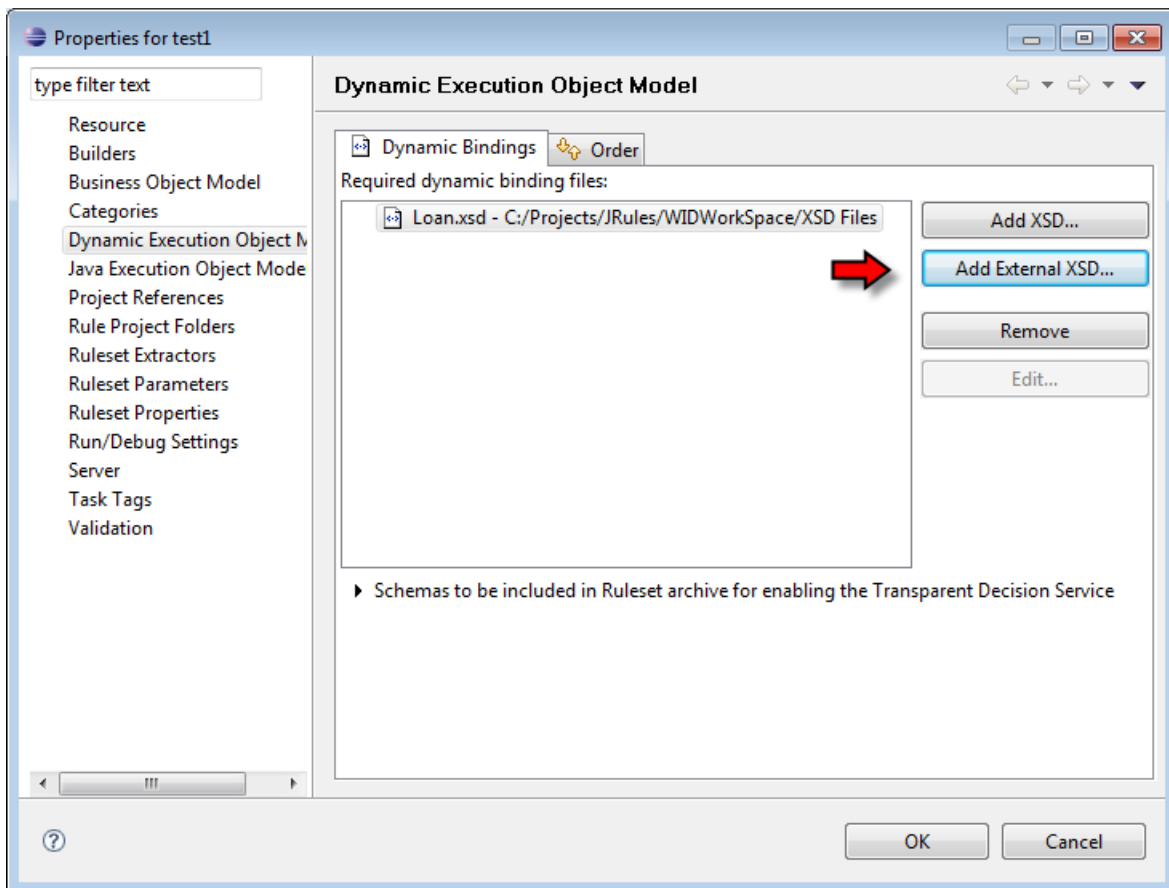 Properties for test1
type filter text
Resource
Builders
Business Object Model
Categories
Dynamic Execution Object M
Java Execution Object Mode
Project References
Rule Project Folders
Ruleset Extractors
Ruleset Parameters
Ruleset Properties
Run/Debug Settings
Server
Task Tags
Validation
Dynamic Execution Object Model
Dynamic Bindings
Order
Required dynamic binding files:
Loan.xsd - C:/Projects/JRules/WIDWorkSpace/XSD Files
Add XSD...
Add External XSD...
Remove
Edit...
Schemas to be included in Ruleset archive for enabling the Transparent Decision Service
OK
Cancel